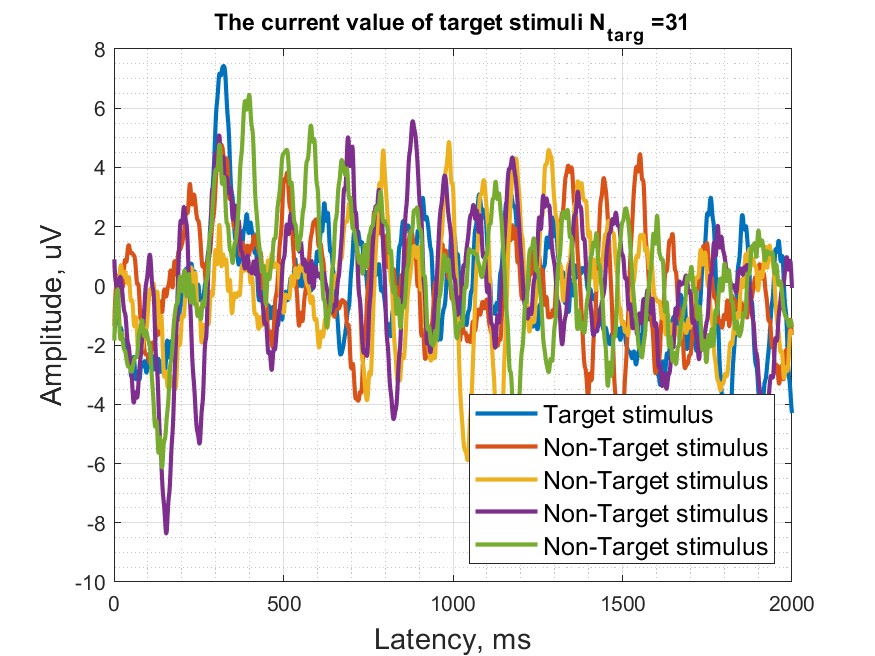 The current value of target stimuli N_targ =31
Amplitude, uV
8
6
4
2
0
-2
-4
-6
-8
-10
Target stimulus
Non-Target stimulus
Non-Target stimulus
Non-Target stimulus
Non-Target stimulus
0 500 1000 1500 2000
Latency, ms